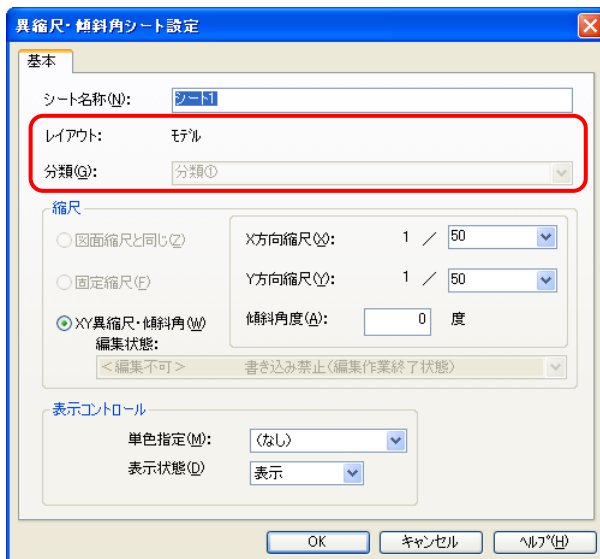 異縮尺・傾斜角シート設定
基本
シート名称(N): シート1
レイアウト: モデル
分類(G): 分類①
縮尺
図面縮尺と同じ(Z)
固定縮尺(F)
XY異縮尺・傾斜角(W)
X方向縮尺(X): 1 / 50
Y方向縮尺(Y): 1 / 50
傾斜角度(A): 0 度
編集状態:
<編集不可> 書き込み禁止(編集作業終了状態)
表示コントロール
単色指定(M): (なし)
表示状態(D) 表示
OK キャンセル ヘルプ(H)